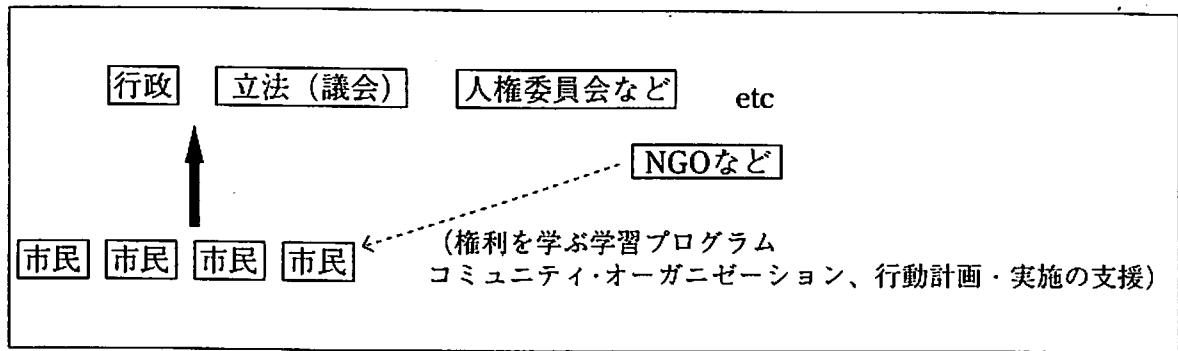 行政 立法（議会） 人権委員会など etc
NGOなど
市民 市民 市民 市民
（権利を学ぶ学習プログラム
コミュニティ･オーガニゼーション、行動計画・実施の支援）